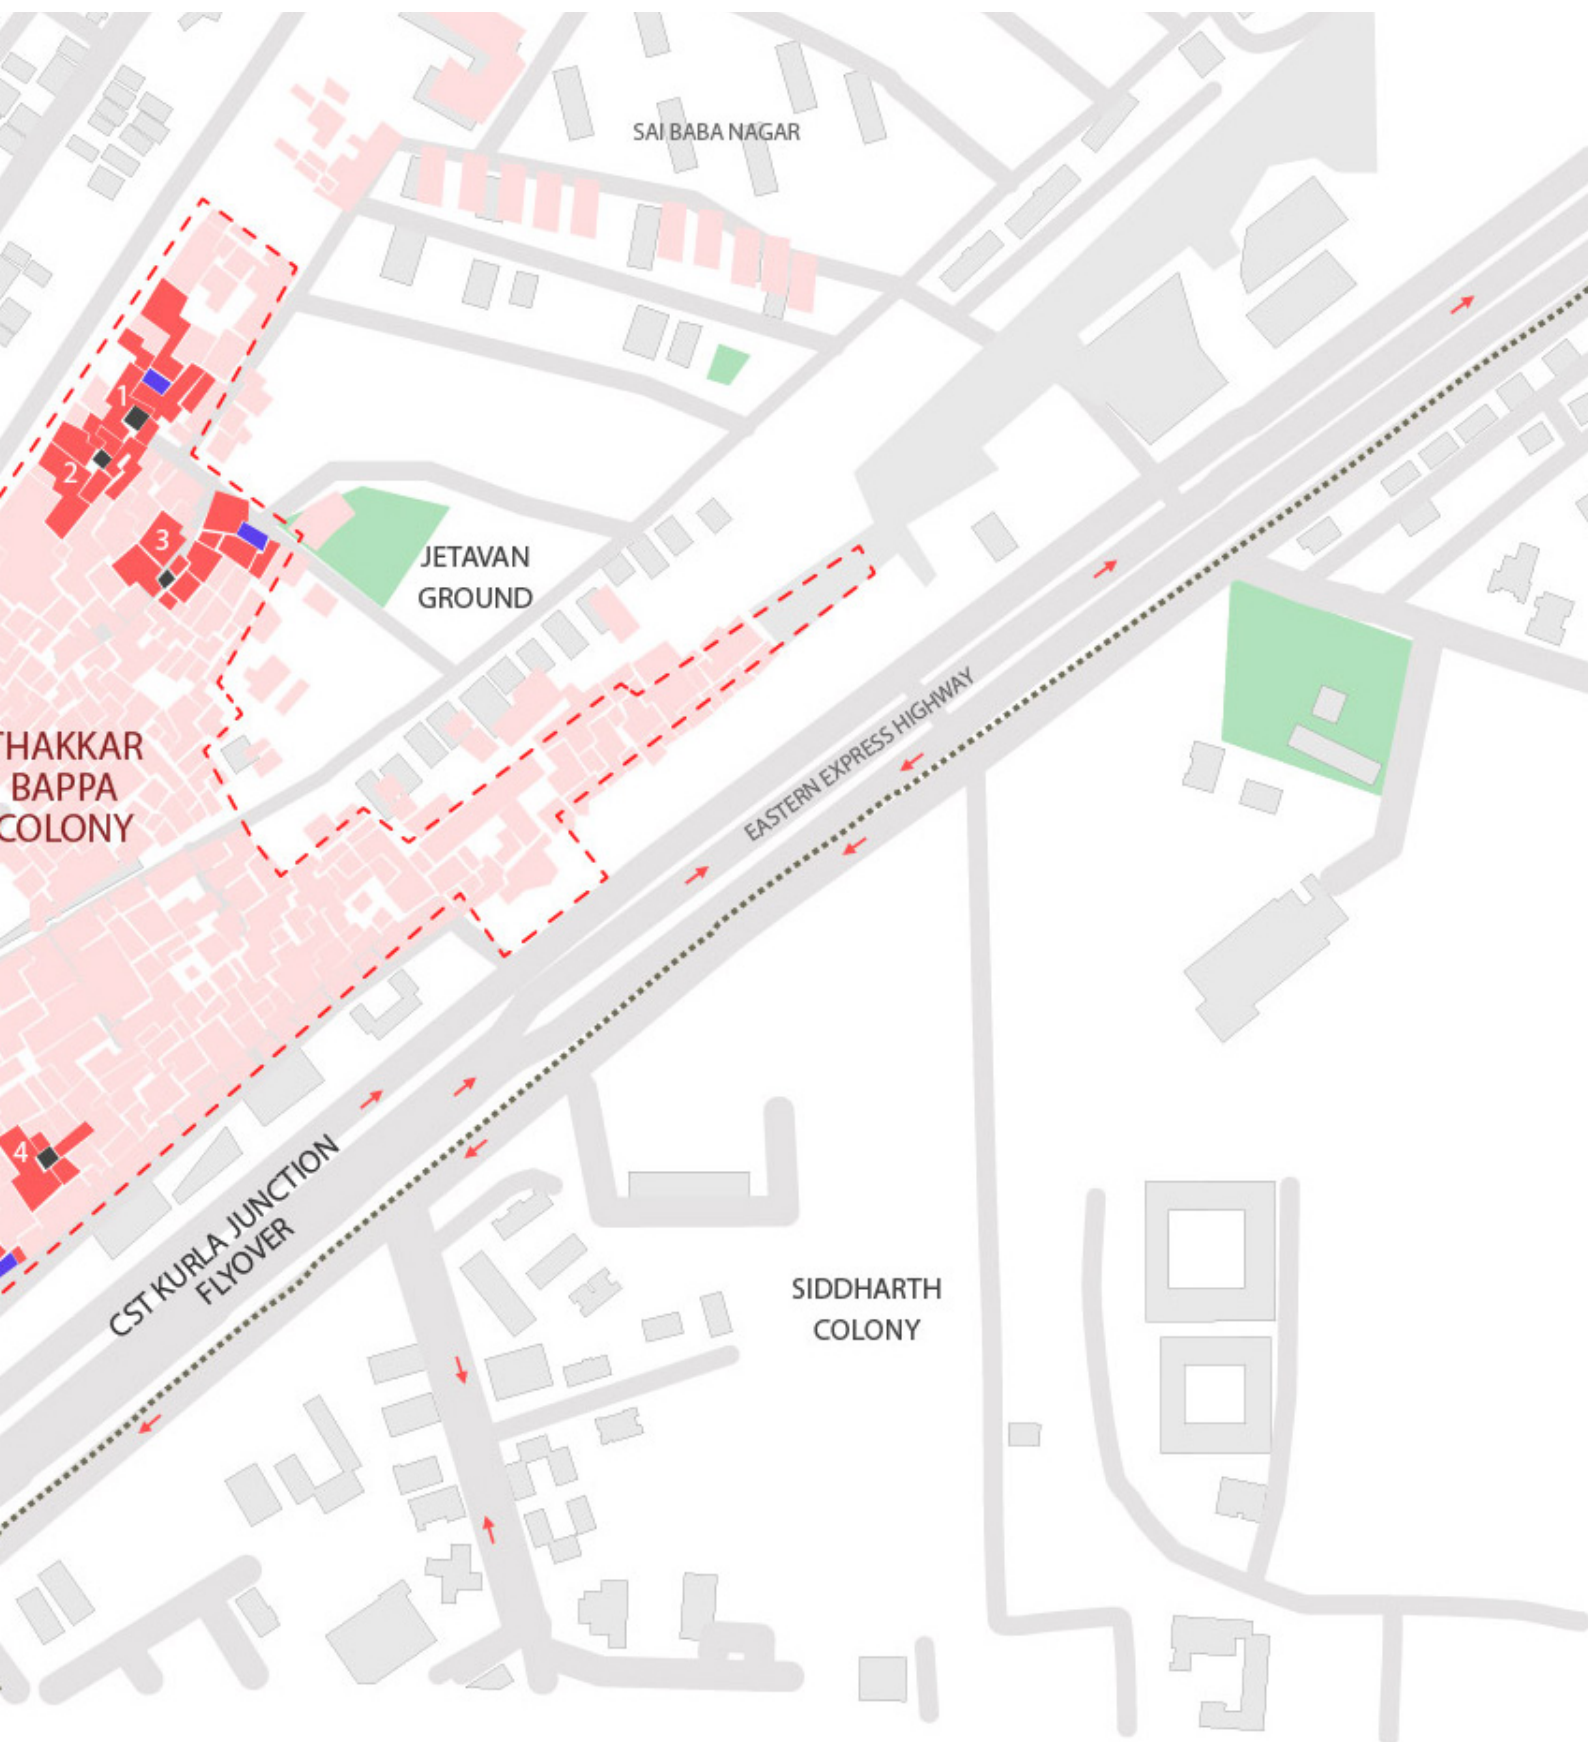 SAI BABA NAGAR
1
2
3
JETAVAN
GROUND
THAKKAR
BAPPA
COLONY
EASTERN EXPRESS HIGHWAY
4
CST KURLA JUNCTION
FLYOVER
SIDDHARTH
COLONY